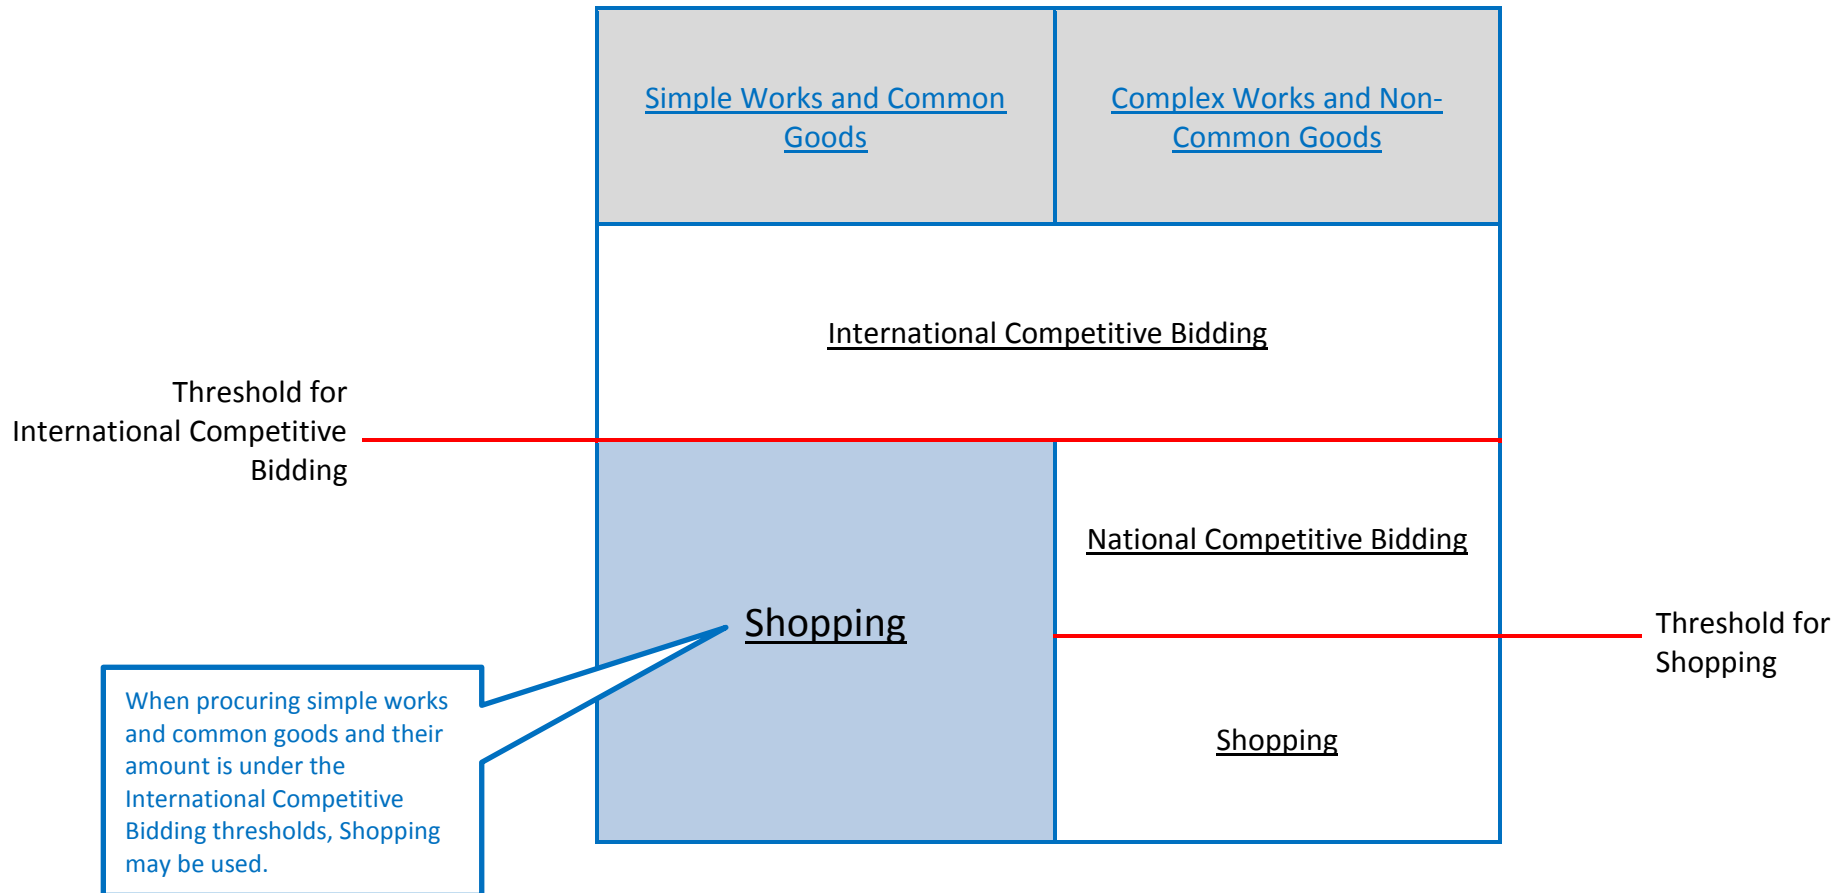 Simple Works and Common
Goods
Complex Works and Non-
Common Goods
International Competitive Bidding
Threshold for
International Competitive
Bidding
National Competitive Bidding
Shopping
Threshold for
Shopping
When procuring simple works
and common goods and their
amount is under the
International Competitive
Bidding thresholds, Shopping
may be used.
Shopping